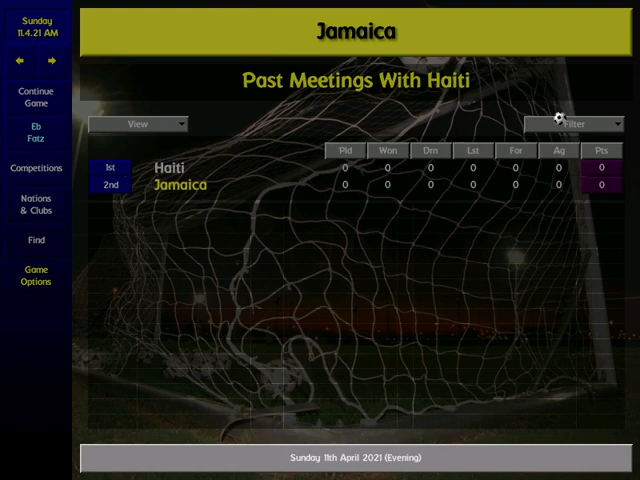 Sunday
11.4.21 AM
Jamaica
Past Meetings With Haiti
Continue
Game
Eb
Fatz
Competitions
Nations
& Clubs
Find
Game
Options
View
Filter
Pld Won Drn Lst For Ag Pts
1st Haiti 0 0 0 0 0 0 0
2nd Jamaica 0 0 0 0 0 0 0
Sunday 11th April 2021 (Evening)